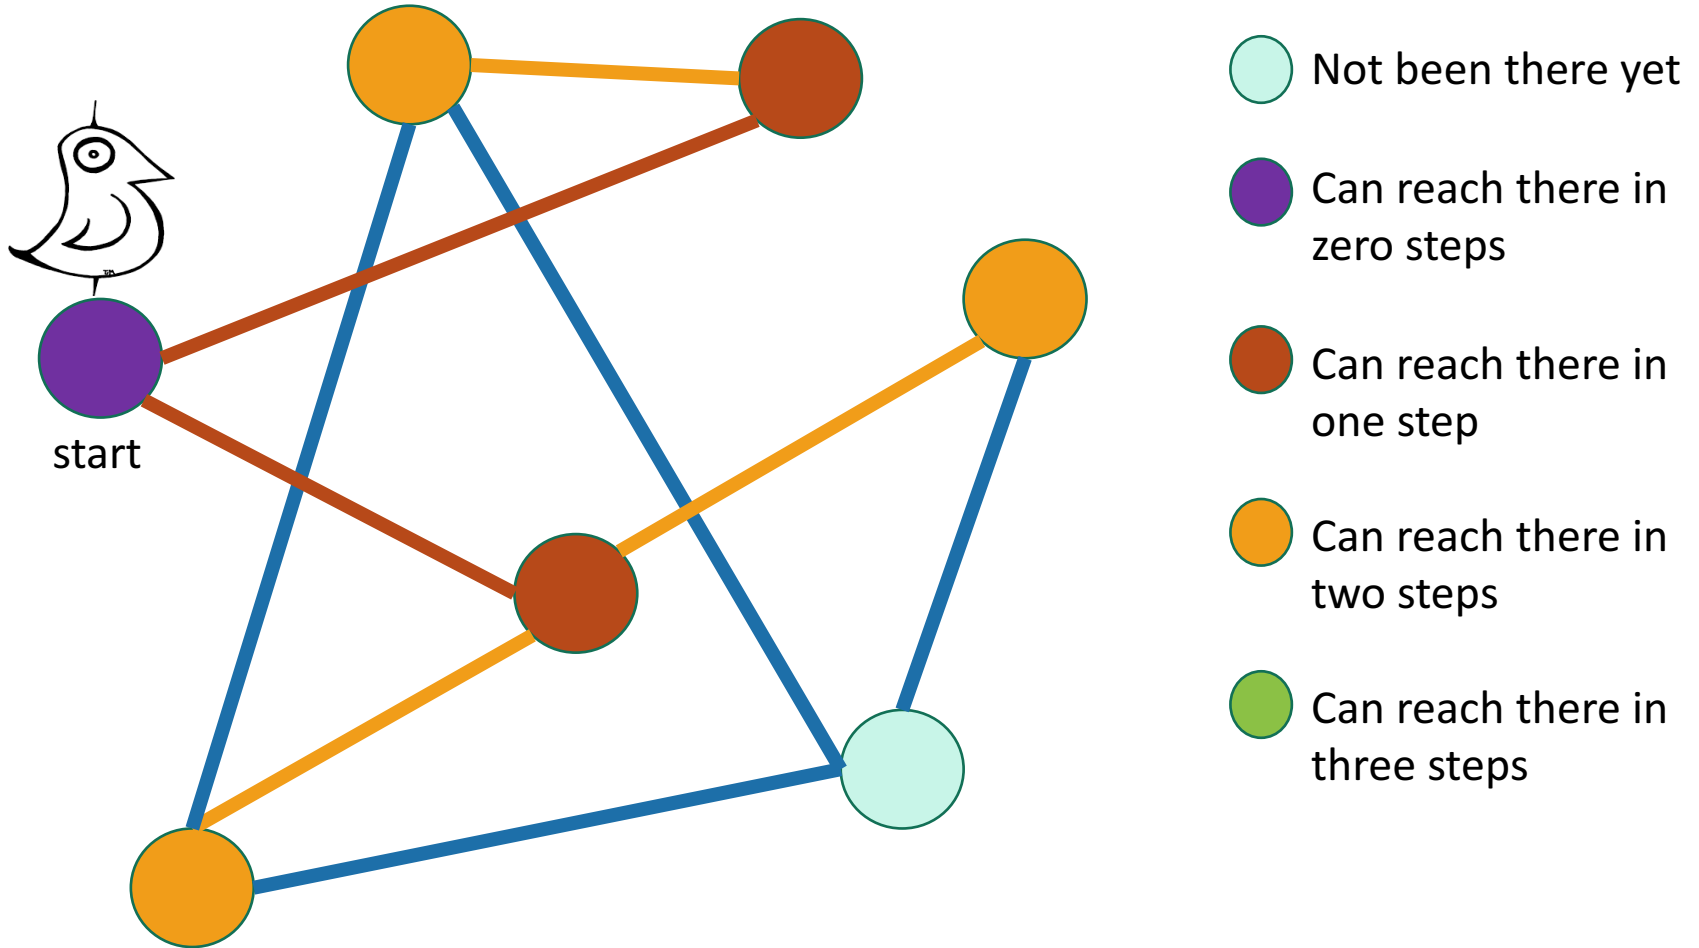 Not been there yet
Can reach there in
zero steps
start
Can reach there in
one step
Can reach there in
two steps
Can reach there in
three steps